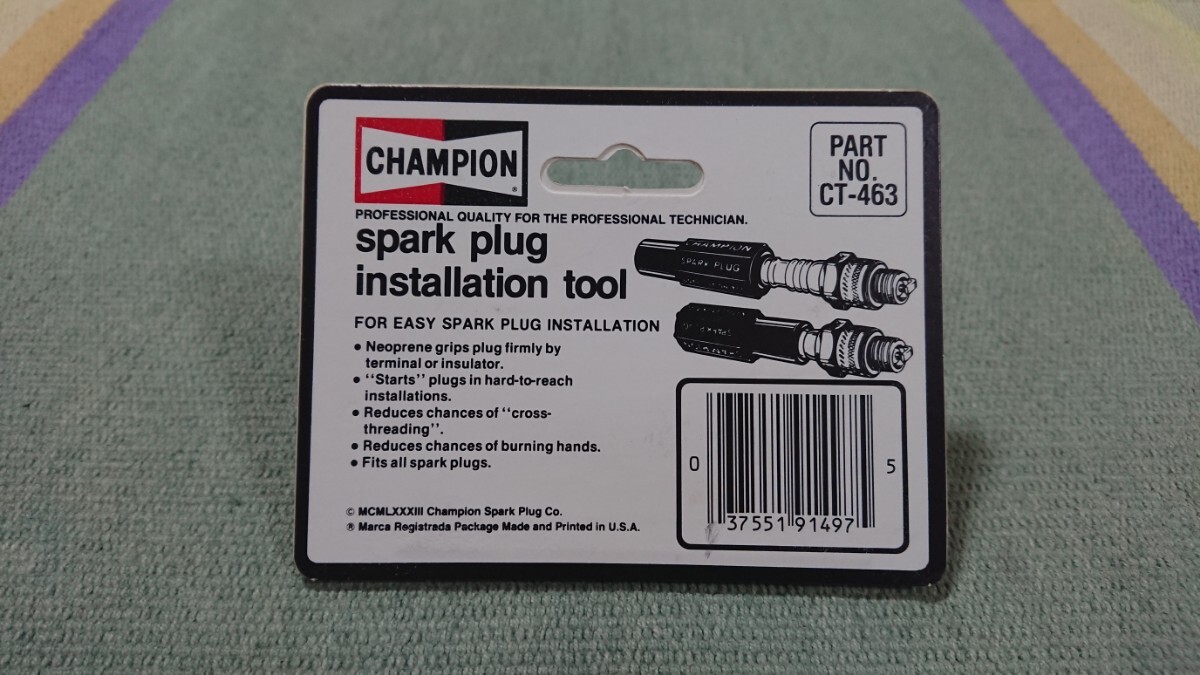 CHAMPION
®
PART
NO.
CT-463
PROFESSIONAL QUALITY FOR THE PROFESSIONAL TECHNICIAN.
spark plug
installation tool
CHAMPION
SPARK PLUG
FOR EASY SPARK PLUG INSTALLATION
• Neoprene grips plug firmly by
terminal or insulator.
• "Starts" plugs in hard-to-reach
installations.
• Reduces chances of "cross-
threading".
• Reduces chances of burning hands.
• Fits all spark plugs.
© MCMLXXXIII Champion Spark Plug Co.
® Marca Registrada Package Made and Printed in U.S.A.
0 37551 91497 5